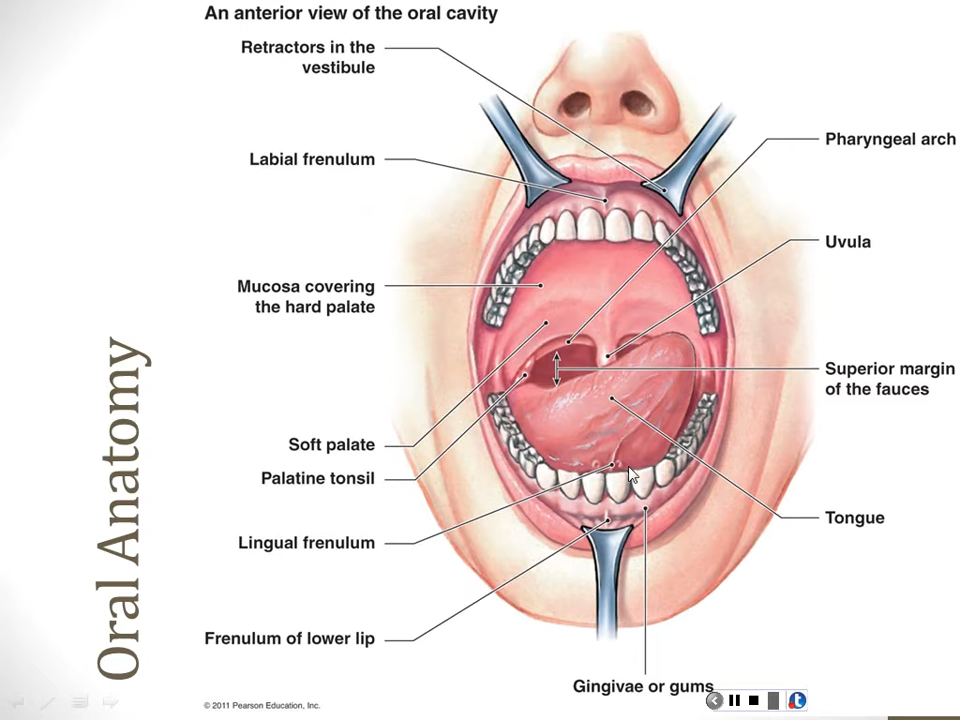 An anterior view of the oral cavity
Retractors in the
vestibule
Labial frenulum
Mucosa covering
the hard palate
Soft palate
Palatine tonsil
Lingual frenulum
Frenulum of lower lip
Pharyngeal arch
Uvula
Superior margin
of the fauces
Tongue
Gingivae or gums
Oral Anatomy
© 2011 Pearson Education, Inc.